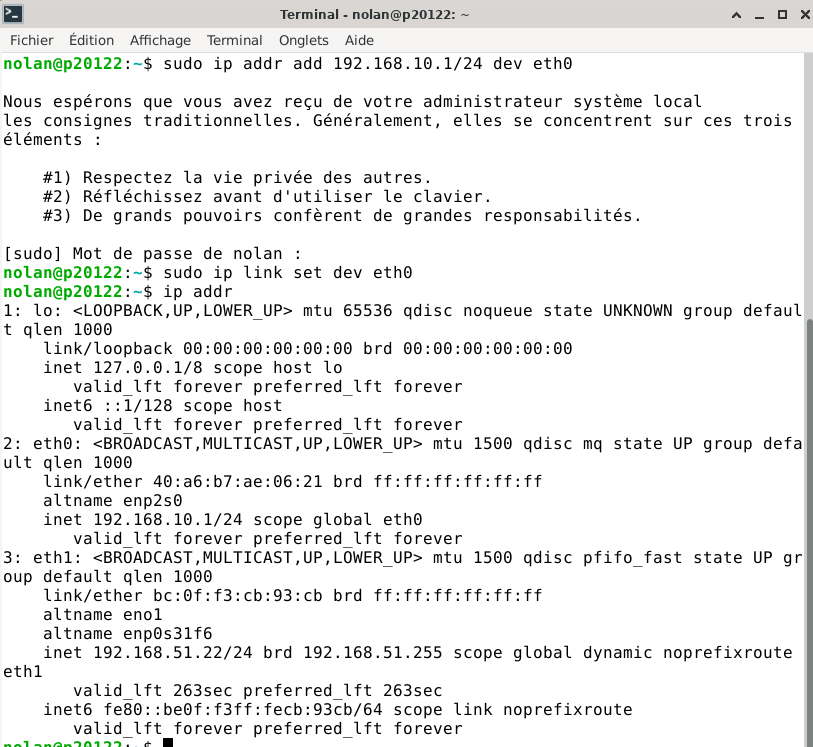 Terminal - nolan@p20122: ~
Fichier Édition Affichage Terminal Onglets Aide
nolan@p20122:~$ sudo ip addr add 192.168.10.1/24 dev eth0
Nous espérons que vous avez reçu de votre administrateur système local
les consignes traditionnelles. Généralement, elles se concentrent sur ces trois
éléments :
#1) Respectez la vie privée des autres.
#2) Réfléchissez avant d'utiliser le clavier.
#3) De grands pouvoirs confèrent de grandes responsabilités.
[sudo] Mot de passe de nolan :
nolan@p20122:~$ sudo ip link set dev eth0
nolan@p20122:~$ ip addr
1: lo: <LOOPBACK,UP,LOWER_UP> mtu 65536 qdisc noqueue state UNKNOWN group defaul
t qlen 1000
link/loopback 00:00:00:00:00:00 brd 00:00:00:00:00:00
inet 127.0.0.1/8 scope host lo
valid_lft forever preferred_lft forever
inet6 ::1/128 scope host
valid_lft forever preferred_lft forever
2: eth0: <BROADCAST,MULTICAST,UP,LOWER_UP> mtu 1500 qdisc mq state UP group defa
ult qlen 1000
link/ether 40:a6:b7:ae:06:21 brd ff:ff:ff:ff:ff:ff
altname enp2s0
inet 192.168.10.1/24 scope global eth0
valid_lft forever preferred_lft forever
3: eth1: <BROADCAST,MULTICAST,UP,LOWER_UP> mtu 1500 qdisc pfifo_fast state UP gr
oup default qlen 1000
link/ether bc:0f:f3:cb:93:cb brd ff:ff:ff:ff:ff:ff
altname eno1
altname enp0s31f6
inet 192.168.51.22/24 brd 192.168.51.255 scope global dynamic noprefixroute
eth1
valid_lft 263sec preferred_lft 263sec
inet6 fe80::be0f:f3ff:fecb:93cb/64 scope link noprefixroute
valid_lft forever preferred_lft forever
nolan@p20122:~$